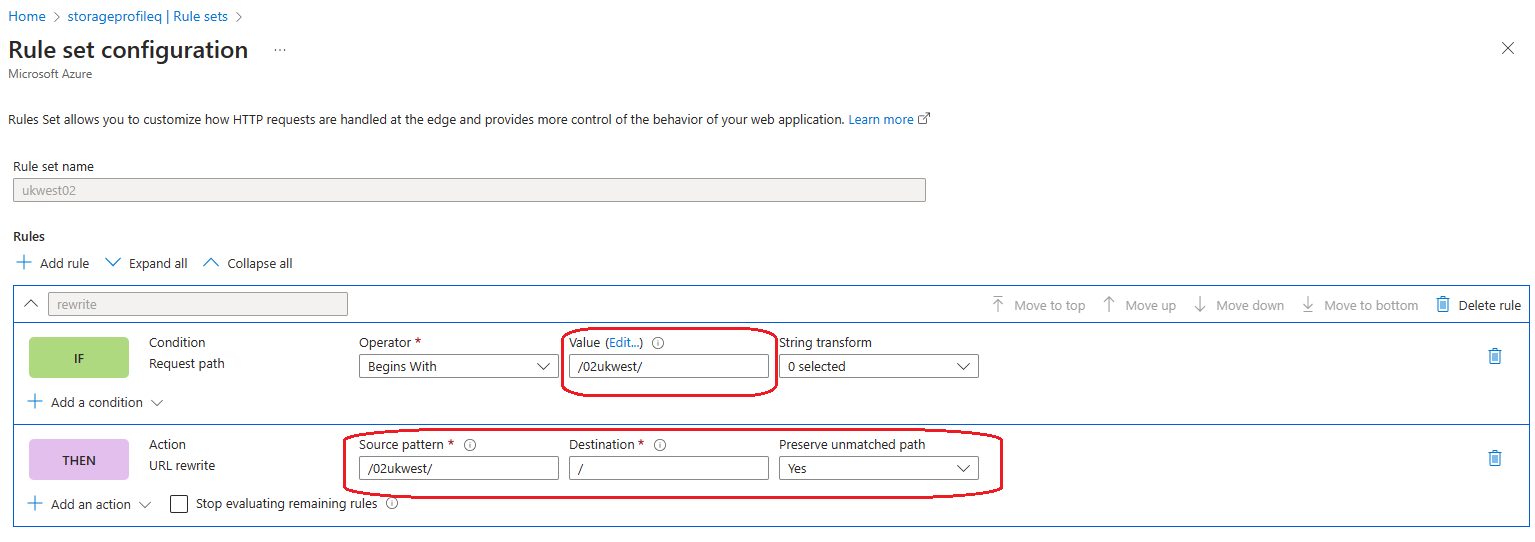 Home > storageprofileq | Rule sets >
Rule set configuration ...
Microsoft Azure
Rules Set allows you to customize how HTTP requests are handled at the edge and provides more control of the behavior of your web application. Learn more
Rule set name
ukwest02
Rules
Add rule Expand all Collapse all
rewrite Move to top Move up Move down Move to bottom Delete rule
IF Condition Operator * Value (Edit...) String transform
Request path Begins With /02ukwest/ 0 selected
Add a condition
THEN Action Source pattern * Destination * Preserve unmatched path
URL rewrite /02ukwest/ / Yes
Add an action Stop evaluating remaining rules